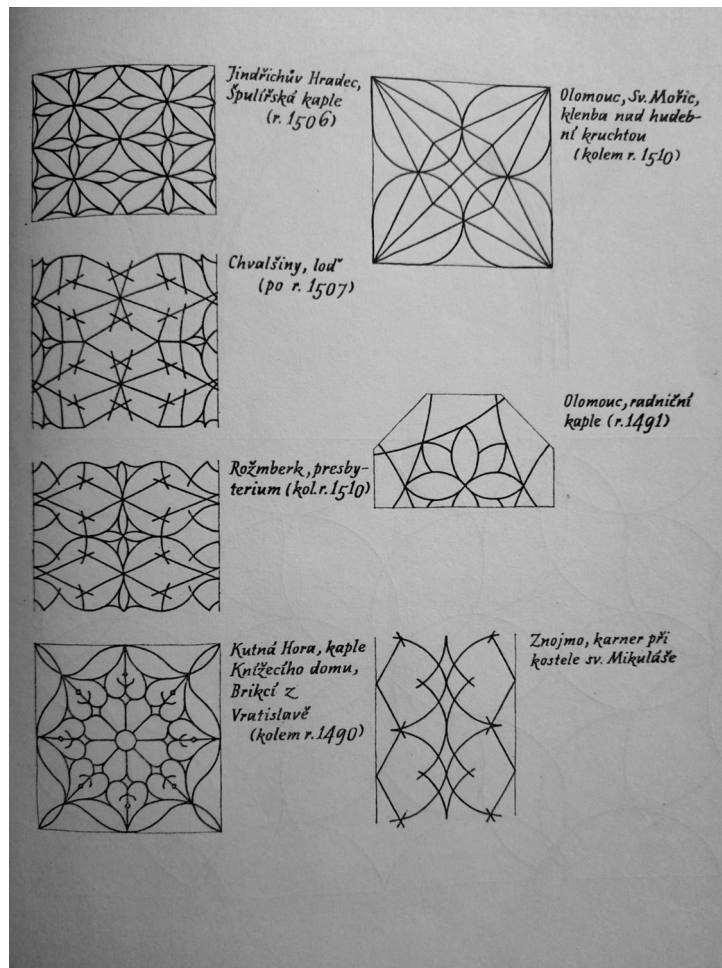 Jindřichův Hradec,
Špulířská kaple
(r. 1506)
Chvalšiny, loď
(po r. 1507)
Rožmberk, presby-
terium (kol.r.1510)
Kutná Hora, kaple
Knížecího domu,
Brikcí z
Vratislavě
(kolem r.1490)
Olomouc, Sv. Mořic,
klenba nad hudeb-
ní kruchtou
(kolem r. 1510)
Olomouc, radniční
kaple (r.1491)
Znojmo, karner při
kostele sv. Mikuláše